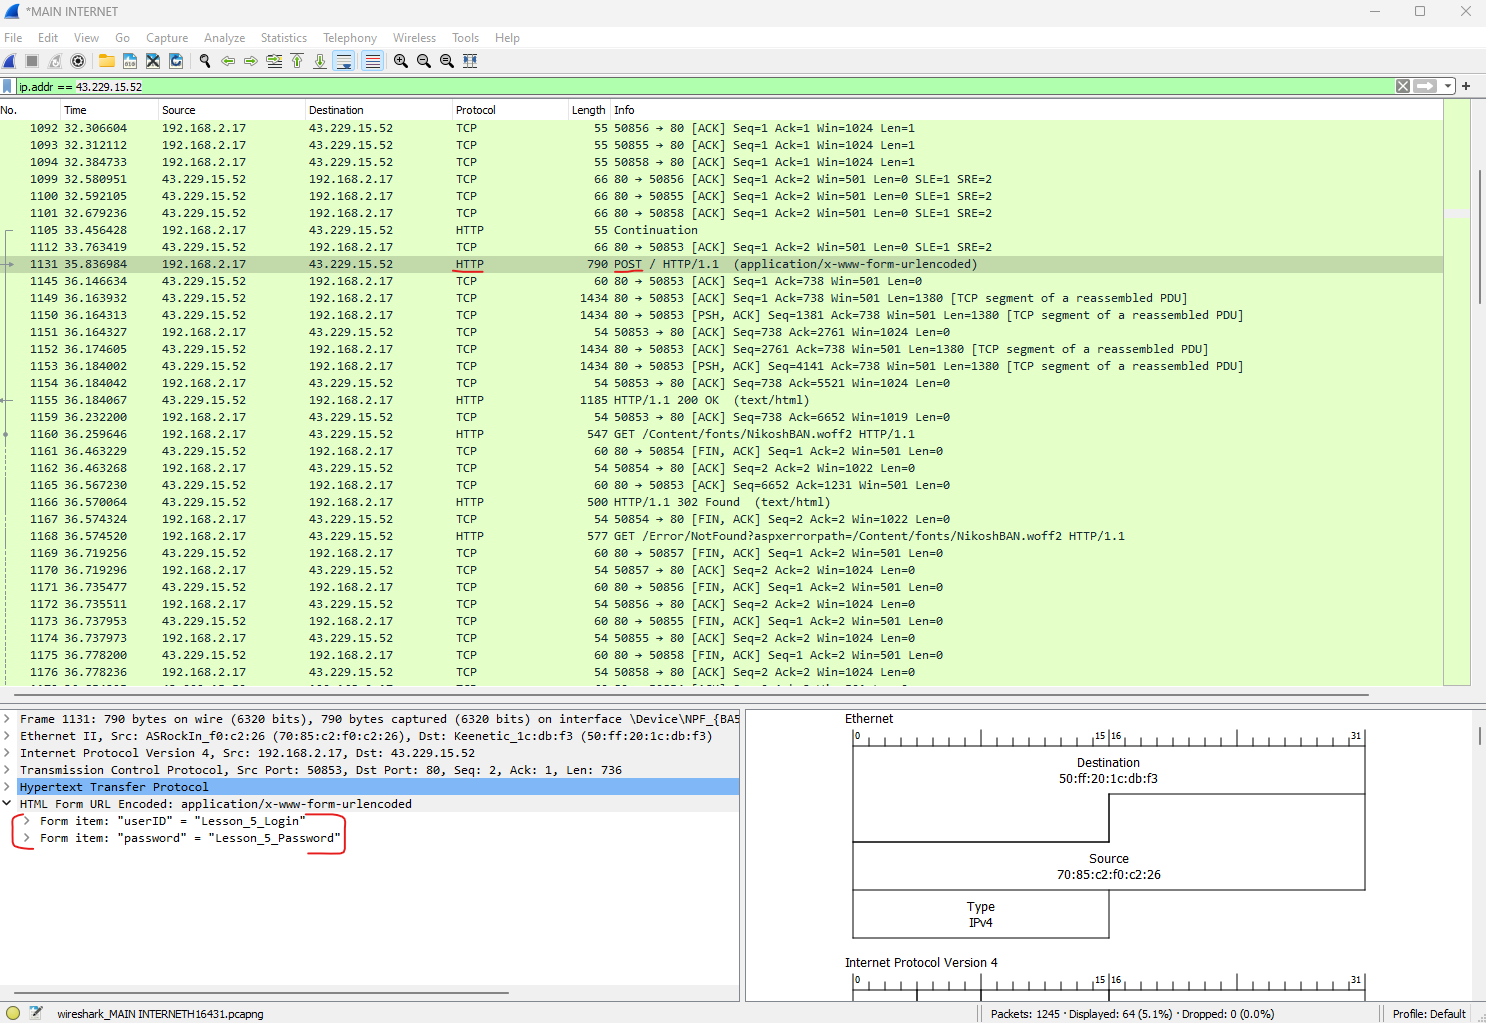 *MAIN INTERNET
File Edit View Go Capture Analyze Statistics Telephony Wireless Tools Help
ip.addr == 43.229.15.52
No. Time Source Destination Protocol Length Info
1092 32.306604 192.168.2.17 43.229.15.52 TCP 55 50856 → 80 [ACK] Seq=1 Ack=1 Win=1024 Len=1
1093 32.312112 192.168.2.17 43.229.15.52 TCP 55 50855 → 80 [ACK] Seq=1 Ack=1 Win=1024 Len=1
1094 32.384733 192.168.2.17 43.229.15.52 TCP 55 50858 → 80 [ACK] Seq=1 Ack=1 Win=1024 Len=1
1099 32.580951 43.229.15.52 192.168.2.17 TCP 66 80 → 50856 [ACK] Seq=1 Ack=2 Win=501 Len=0 SLE=1 SRE=2
1100 32.592105 43.229.15.52 192.168.2.17 TCP 66 80 → 50855 [ACK] Seq=1 Ack=2 Win=501 Len=0 SLE=1 SRE=2
1101 32.679236 43.229.15.52 192.168.2.17 TCP 66 80 → 50858 [ACK] Seq=1 Ack=2 Win=501 Len=0 SLE=1 SRE=2
1105 33.456428 192.168.2.17 43.229.15.52 HTTP 55 Continuation
1112 33.763419 43.229.15.52 192.168.2.17 TCP 66 80 → 50853 [ACK] Seq=1 Ack=2 Win=501 Len=0 SLE=1 SRE=2
1131 35.836984 192.168.2.17 43.229.15.52 HTTP 790 POST / HTTP/1.1 (application/x-www-form-urlencoded)
1145 36.146634 43.229.15.52 192.168.2.17 TCP 60 80 → 50853 [ACK] Seq=1 Ack=738 Win=501 Len=0
1149 36.163932 43.229.15.52 192.168.2.17 TCP 1434 80 → 50853 [ACK] Seq=1 Ack=738 Win=501 Len=1380 [TCP segment of a reassembled PDU]
1150 36.164313 43.229.15.52 192.168.2.17 TCP 1434 80 → 50853 [PSH, ACK] Seq=1381 Ack=738 Win=501 Len=1380 [TCP segment of a reassembled PDU]
1151 36.164327 192.168.2.17 43.229.15.52 TCP 54 50853 → 80 [ACK] Seq=738 Ack=2761 Win=1024 Len=0
1152 36.174605 43.229.15.52 192.168.2.17 TCP 1434 80 → 50853 [ACK] Seq=2761 Ack=738 Win=501 Len=1380 [TCP segment of a reassembled PDU]
1153 36.184002 43.229.15.52 192.168.2.17 TCP 1434 80 → 50853 [PSH, ACK] Seq=4141 Ack=738 Win=501 Len=1380 [TCP segment of a reassembled PDU]
1154 36.184042 192.168.2.17 43.229.15.52 TCP 54 50853 → 80 [ACK] Seq=738 Ack=5521 Win=1024 Len=0
1155 36.184067 43.229.15.52 192.168.2.17 HTTP 1185 HTTP/1.1 200 OK (text/html)
1159 36.232200 192.168.2.17 43.229.15.52 TCP 54 50853 → 80 [ACK] Seq=738 Ack=6652 Win=1019 Len=0
1160 36.259646 192.168.2.17 43.229.15.52 HTTP 547 GET /Content/fonts/NikoshBAN.woff2 HTTP/1.1
1161 36.463229 43.229.15.52 192.168.2.17 TCP 60 80 → 50854 [FIN, ACK] Seq=1 Ack=2 Win=501 Len=0
1162 36.463268 192.168.2.17 43.229.15.52 TCP 54 50854 → 80 [ACK] Seq=2 Ack=2 Win=1022 Len=0
1165 36.567230 43.229.15.52 192.168.2.17 TCP 60 80 → 50853 [ACK] Seq=6652 Ack=1231 Win=501 Len=0
1166 36.570064 43.229.15.52 192.168.2.17 HTTP 500 HTTP/1.1 302 Found (text/html)
1167 36.574324 192.168.2.17 43.229.15.52 TCP 54 50854 → 80 [FIN, ACK] Seq=2 Ack=2 Win=1022 Len=0
1168 36.574520 192.168.2.17 43.229.15.52 HTTP 577 GET /Error/NotFound?aspxerrorpath=/Content/fonts/NikoshBAN.woff2 HTTP/1.1
1169 36.719256 43.229.15.52 192.168.2.17 TCP 60 80 → 50857 [FIN, ACK] Seq=1 Ack=2 Win=501 Len=0
1170 36.719296 192.168.2.17 43.229.15.52 TCP 54 50857 → 80 [ACK] Seq=2 Ack=2 Win=1024 Len=0
1171 36.735477 43.229.15.52 192.168.2.17 TCP 60 80 → 50856 [FIN, ACK] Seq=1 Ack=2 Win=501 Len=0
1172 36.735511 192.168.2.17 43.229.15.52 TCP 54 50856 → 80 [ACK] Seq=2 Ack=2 Win=1024 Len=0
1173 36.737953 43.229.15.52 192.168.2.17 TCP 60 80 → 50855 [FIN, ACK] Seq=1 Ack=2 Win=501 Len=0
1174 36.737973 192.168.2.17 43.229.15.52 TCP 54 50855 → 80 [ACK] Seq=2 Ack=2 Win=1024 Len=0
1175 36.778200 43.229.15.52 192.168.2.17 TCP 60 80 → 50858 [FIN, ACK] Seq=1 Ack=2 Win=501 Len=0
1176 36.778236 192.168.2.17 43.229.15.52 TCP 54 50858 → 80 [ACK] Seq=2 Ack=2 Win=1024 Len=0
Frame 1131: 790 bytes on wire (6320 bits), 790 bytes captured (6320 bits) on interface \Device\NPF_{BA5
Ethernet II, Src: ASRockIn_f0:c2:26 (70:85:c2:f0:c2:26), Dst: Keenetic_1c:db:f3 (50:ff:20:1c:db:f3)
Internet Protocol Version 4, Src: 192.168.2.17, Dst: 43.229.15.52
Transmission Control Protocol, Src Port: 50853, Dst Port: 80, Seq: 2, Ack: 1, Len: 736
Hypertext Transfer Protocol
HTML Form URL Encoded: application/x-www-form-urlencoded
Form item: "userID" = "Lesson_5_Login"
Form item: "password" = "Lesson_5_Password"
Ethernet
0 15 16 31
Destination
50:ff:20:1c:db:f3
Source
70:85:c2:f0:c2:26
Type
IPv4
Internet Protocol Version 4
0 15 16 31
wireshark_MAIN INTERNETH16431.pcapng
Packets: 1245 · Displayed: 64 (5.1%) · Dropped: 0 (0.0%)
Profile: Default